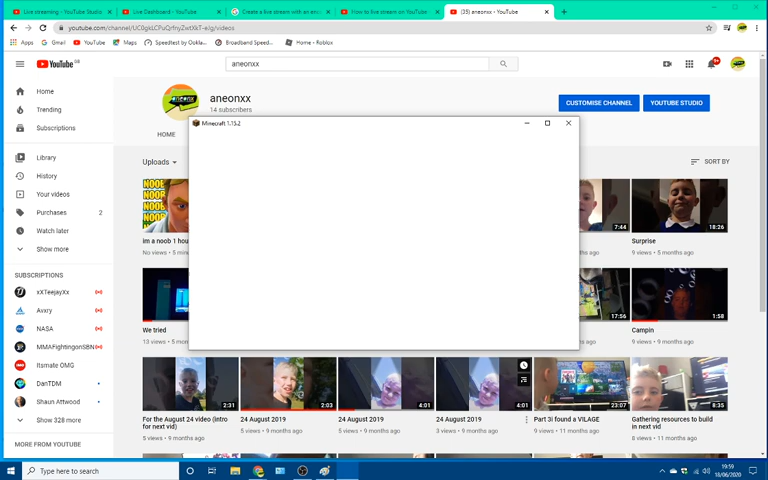 Live streaming - YouTube Studio
Live Dashboard - YouTube
Create a live stream with an enc
How to live stream on YouTube
(35) aneonxx - YouTube
Apps
Gmail
YouTube
Maps
Speedtest by Ookla...
Broadband Speed...
Home - Roblox
YouTube GB
aneonxx
9+
Home
Trending
Subscriptions
Library
History
Your videos
Purchases 2
Watch later
Show more
SUBSCRIPTIONS
xXTeejayXx
Avxry
NASA
MMAFightingonSBN
Itsmate OMG
DanTDM
Shaun Attwood
Show 328 more
MORE FROM YOUTUBE
aneonxx
14 subscribers
CUSTOMISE CHANNEL
YOUTUBE STUDIO
HOME
Minecraft 1.15.2
Uploads
SORT BY
NOOB
NOOB
NOOB
NOOB
7:44
18:26
im a noob 1 hou
Surprise
No views • 5 minu
9 views • 5 months ago
17:56
1:58
We tried
Campin
13 views • 5 mon
9 views • 5 months ago
2:31
2:03
4:01
4:01
23:07
8:35
For the August 24 video (intro for next vid)
24 August 2019
24 August 2019
24 August 2019
Part 3i found a VILAGE
Gathering resources to build in next vid
5 views • 9 months ago
5 views • 9 months ago
5 views • 9 months ago
3 views • 9 months ago
9 views • 11 months ago
8 views • 11 months ago
Type here to search
19:59
18/06/2020